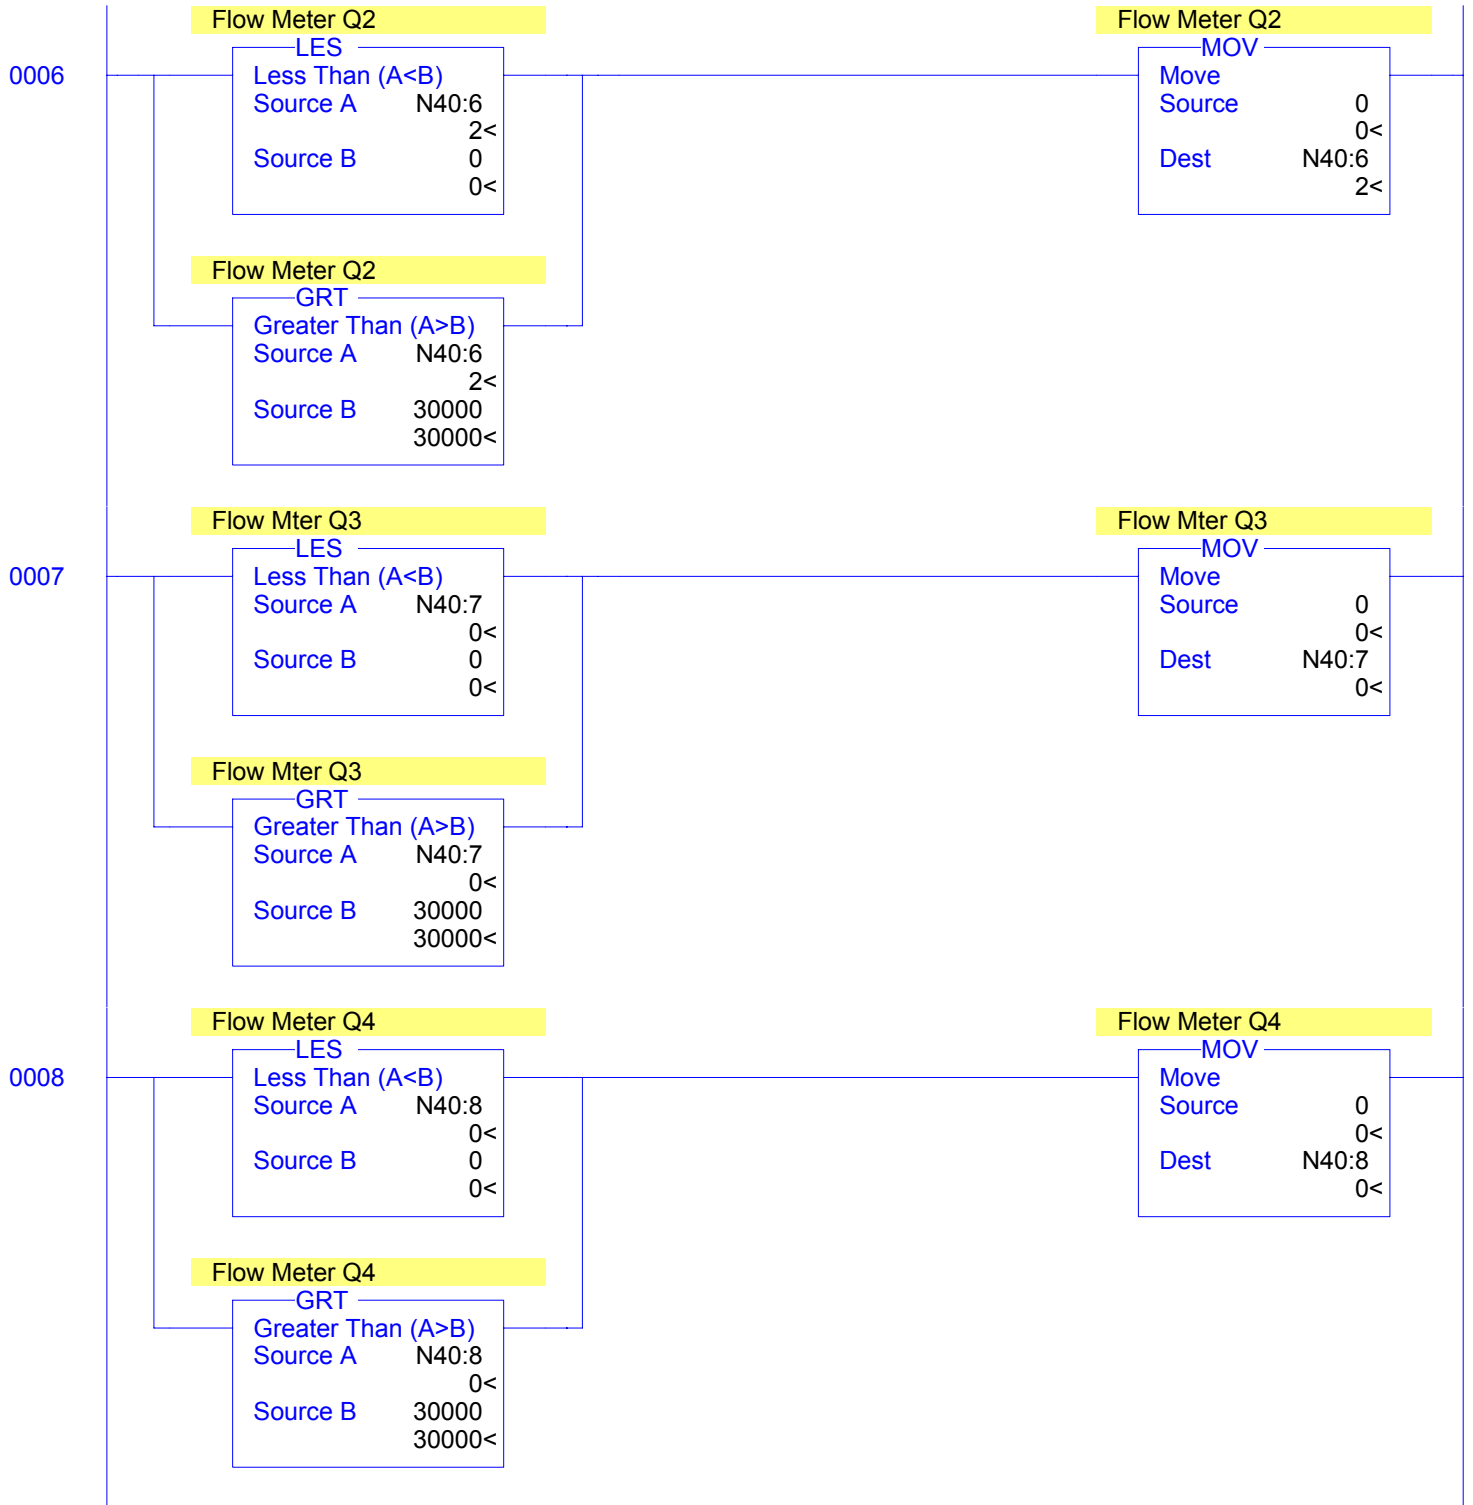 Flow Meter Q2 Flow Meter Q2
LES MOV
0006 Less Than (A<B) Move
Source A N40:6 Source 0
2< 0<
Source B 0 Dest N40:6
0< 2<
Flow Meter Q2
GRT
Greater Than (A>B)
Source A N40:6
2<
Source B 30000
30000<
Flow Mter Q3 Flow Mter Q3
LES MOV
0007 Less Than (A<B) Move
Source A N40:7 Source 0
0< 0<
Source B 0 Dest N40:7
0< 0<
Flow Mter Q3
GRT
Greater Than (A>B)
Source A N40:7
0<
Source B 30000
30000<
Flow Meter Q4 Flow Meter Q4
LES MOV
0008 Less Than (A<B) Move
Source A N40:8 Source 0
0< 0<
Source B 0 Dest N40:8
0< 0<
Flow Meter Q4
GRT
Greater Than (A>B)
Source A N40:8
0<
Source B 30000
30000<